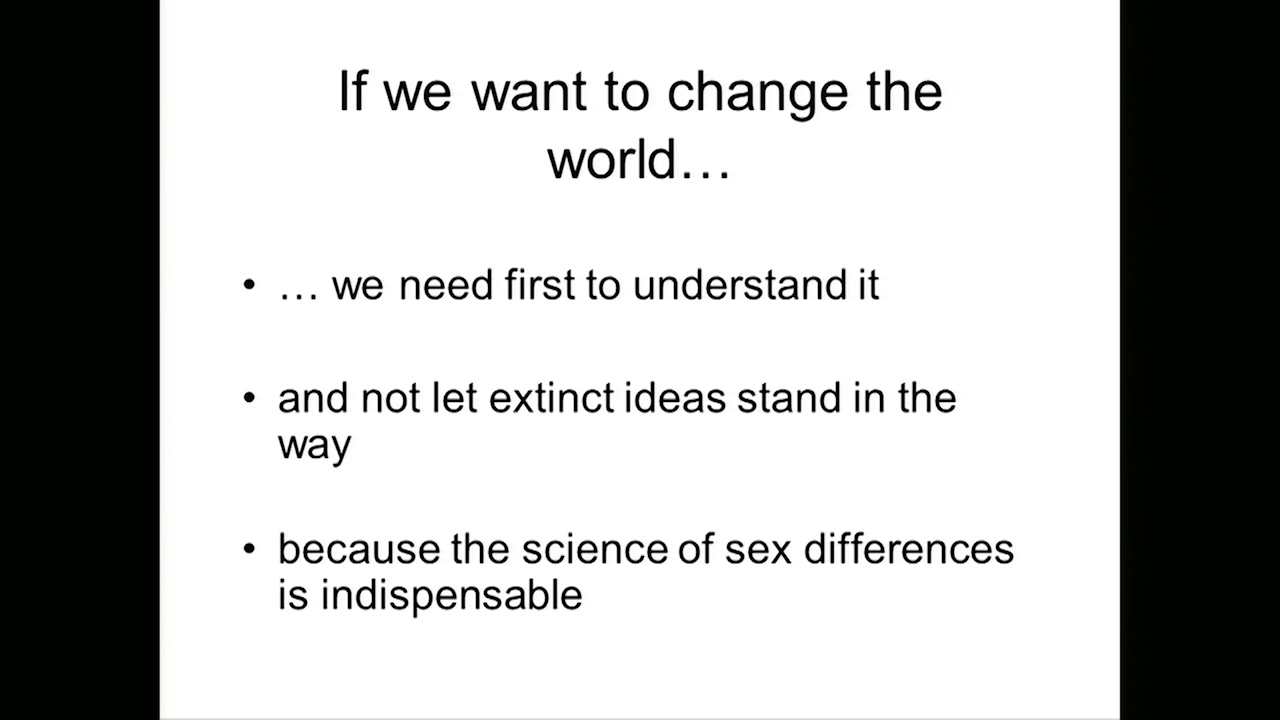 If we want to change the
world…
• … we need first to understand it
• and not let extinct ideas stand in the
way
• because the science of sex differences
is indispensable